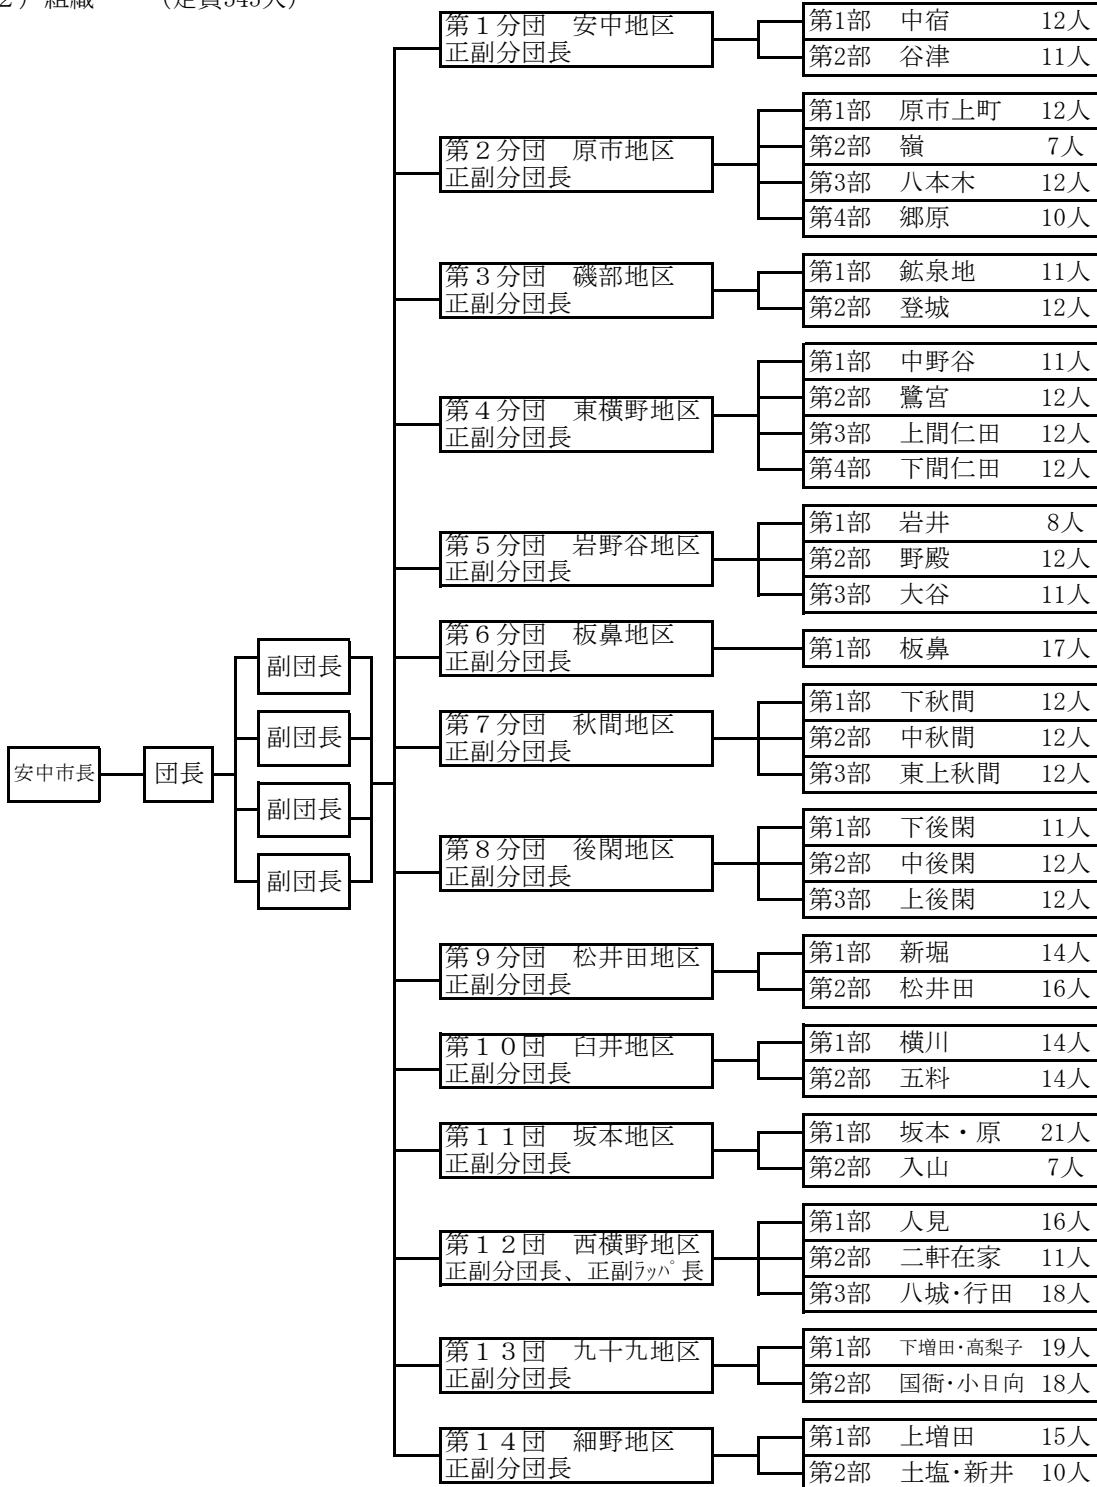 2）組織　（定員545人）
第１分団　安中地区
正副分団長
第1部　中宿　12人
第2部　谷津　11人
第２分団　原市地区
正副分団長
第1部　原市上町　12人
第2部　嶺　7人
第3部　八本木　12人
第4部　郷原　10人
第３分団　磯部地区
正副分団長
第1部　鉱泉地　11人
第2部　登城　12人
第４分団　東横野地区
正副分団長
第1部　中野谷　11人
第2部　鷺宮　12人
第3部　上間仁田　12人
第4部　下間仁田　12人
第５分団　岩野谷地区
正副分団長
第1部　岩井　8人
第2部　野殿　12人
第3部　大谷　11人
第６分団　板鼻地区
正副分団長
第1部　板鼻　17人
第７分団　秋間地区
正副分団長
第1部　下秋間　12人
第2部　中秋間　12人
第3部　東上秋間　12人
安中市長
団長
副団長
副団長
副団長
副団長
第８分団　後閑地区
正副分団長
第1部　下後閑　11人
第2部　中後閑　12人
第3部　上後閑　12人
第９分団　松井田地区
正副分団長
第1部　新堀　14人
第2部　松井田　16人
第１０団　臼井地区
正副分団長
第1部　横川　14人
第2部　五料　14人
第１１団　坂本地区
正副分団長
第1部　坂本・原　21人
第2部　入山　7人
第１２団　西横野地区
正副分団長、正副ﾗｯﾊﾟ長
第1部　人見　16人
第2部　二軒在家　11人
第3部　八城・行田　18人
第１３団　九十九地区
正副分団長
第1部　下増田・高梨子　19人
第2部　国衙・小日向　18人
第１４団　細野地区
正副分団長
第1部　上増田　15人
第2部　土塩・新井　10人